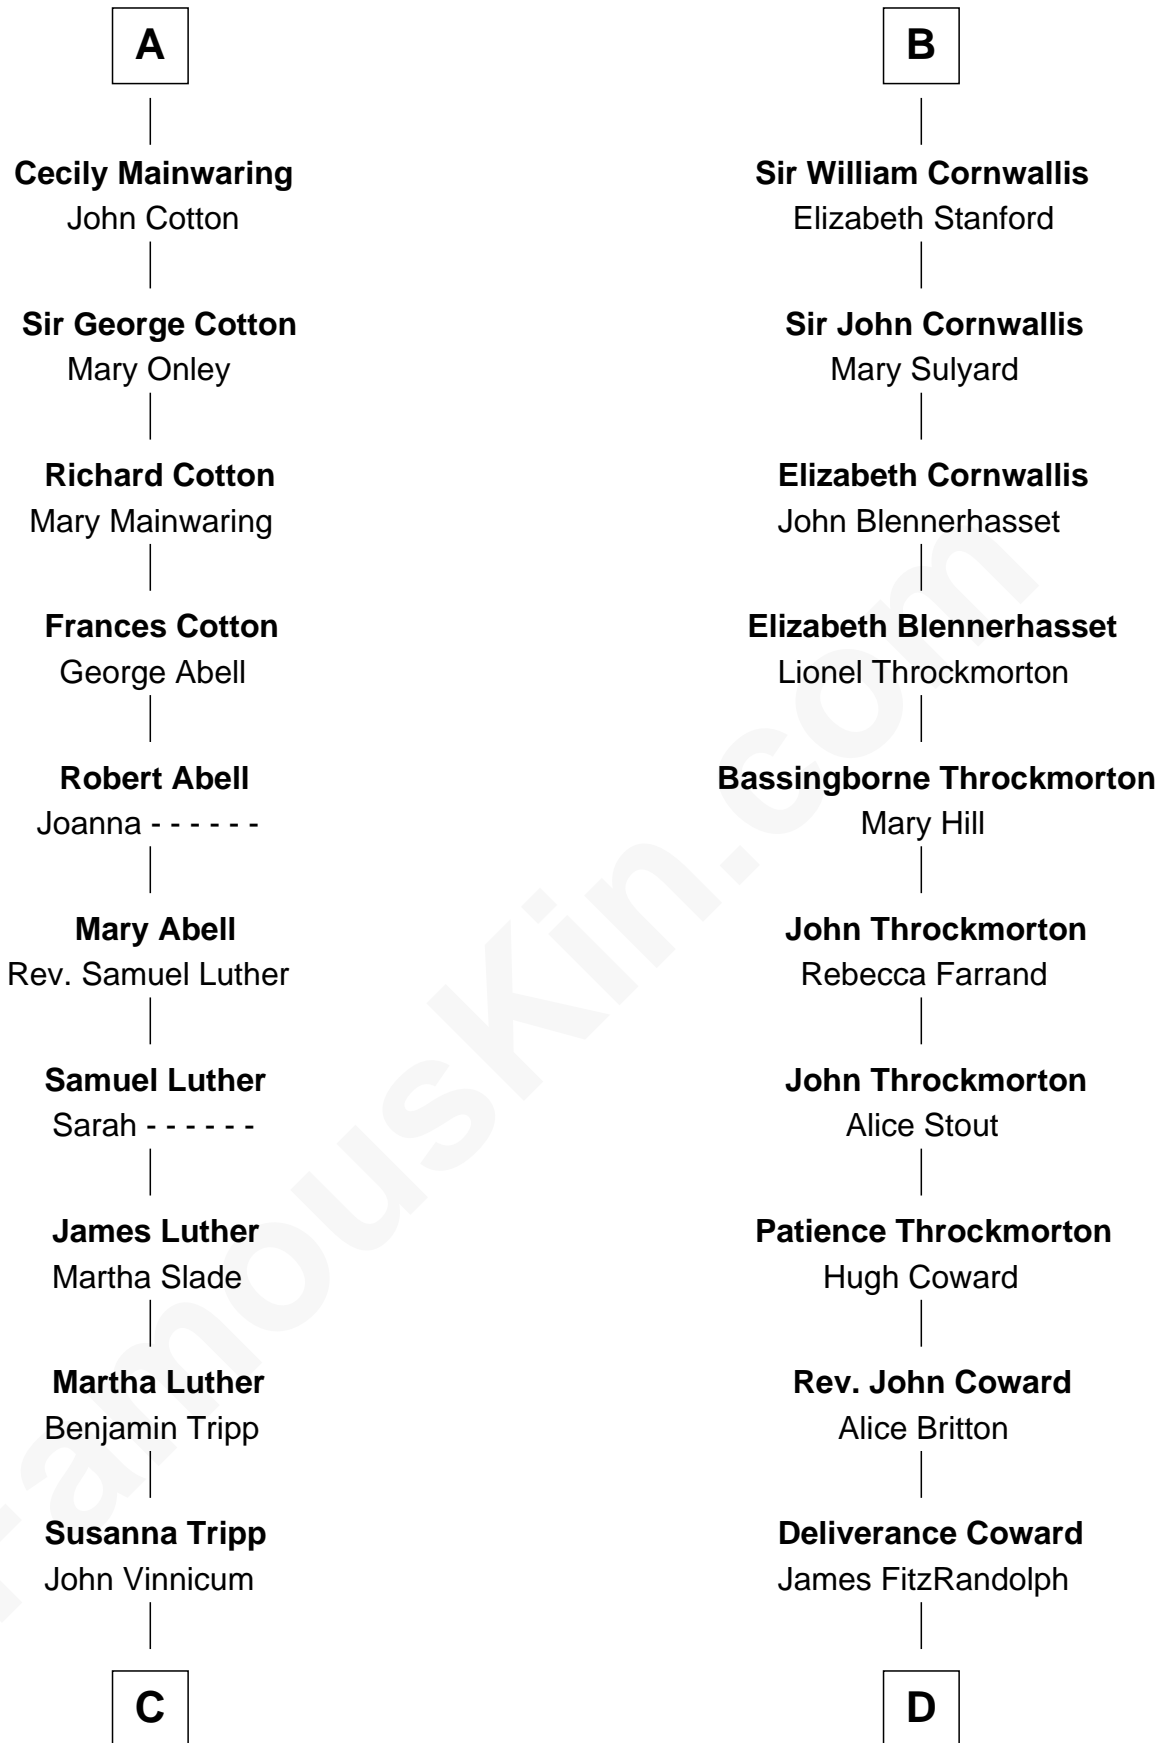 A
Cecily Mainwaring
John Cotton
Sir George Cotton
Mary Onley
Richard Cotton
Mary Mainwaring
Frances Cotton
George Abell
Robert Abell
Joanna - - - - - -
Mary Abell
Rev. Samuel Luther
Samuel Luther
Sarah - - - - - -
James Luther
Martha Slade
Martha Luther
Benjamin Tripp
Susanna Tripp
John Vinnicum
C
B
Sir William Cornwallis
Elizabeth Stanford
Sir John Cornwallis
Mary Sulyard
Elizabeth Cornwallis
John Blennerhasset
Elizabeth Blennerhasset
Lionel Throckmorton
Bassingborne Throckmorton
Mary Hill
John Throckmorton
Rebecca Farrand
John Throckmorton
Alice Stout
Patience Throckmorton
Hugh Coward
Rev. John Coward
Alice Britton
Deliverance Coward
James FitzRandolph
D
FamousKin.com